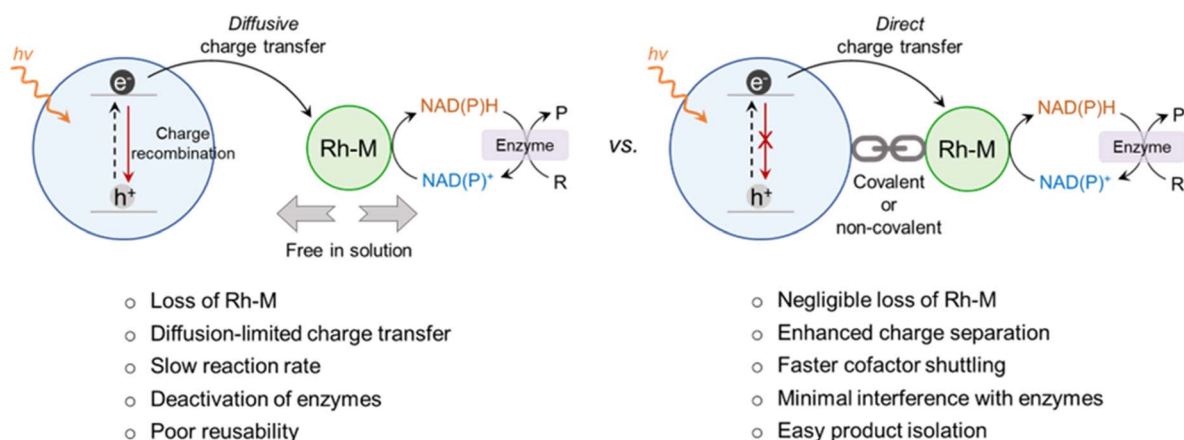 Diffusive
charge transfer
hν
e⁻
Charge
recombination
h⁺
Rh-M
NAD(P)H
NAD(P)⁺
P
Enzyme
R
Free in solution
○ Loss of Rh-M
○ Diffusion-limited charge transfer
○ Slow reaction rate
○ Deactivation of enzymes
○ Poor reusability
vs.
Direct
charge transfer
hν
e⁻
h⁺
Covalent
or
non-covalent
Rh-M
NAD(P)H
NAD(P)⁺
P
Enzyme
R
○ Negligible loss of Rh-M
○ Enhanced charge separation
○ Faster cofactor shuttling
○ Minimal interference with enzymes
○ Easy product isolation